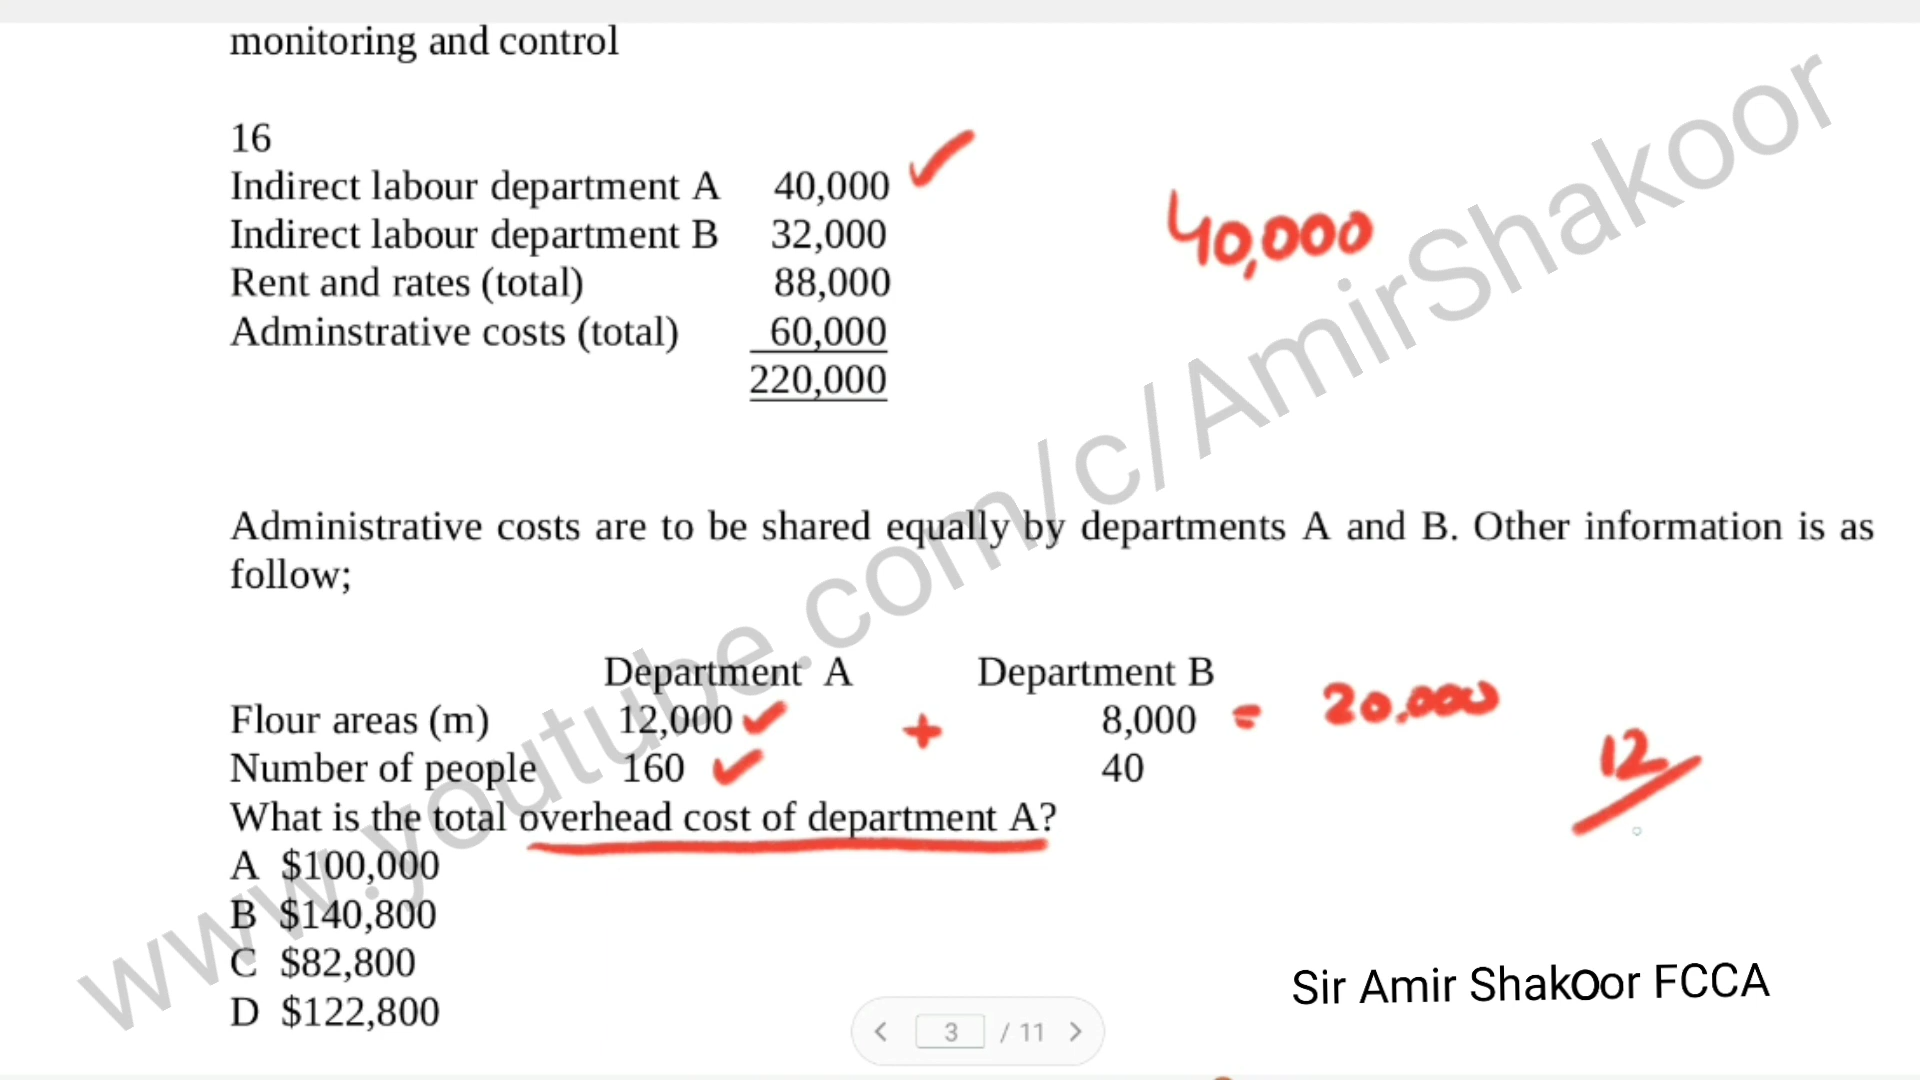 monitoring and control
16
Indirect labour department A 40,000
40,000
Indirect labour department B 32,000
Rent and rates (total) 88,000
Adminstrative costs (total) 60,000
220,000
Administrative costs are to be shared equally by departments A and B. Other information is as
follow;
Department A Department B
Flour areas (m) 12,000 + 8,000 = 20,000
12
Number of people 160 40
What is the total overhead cost of department A?
A $100,000
B $140,800
C $82,800
D $122,800
Sir Amir Shakoor FCCA
3 / 11
www.youtube.com/c/AmirShakoor